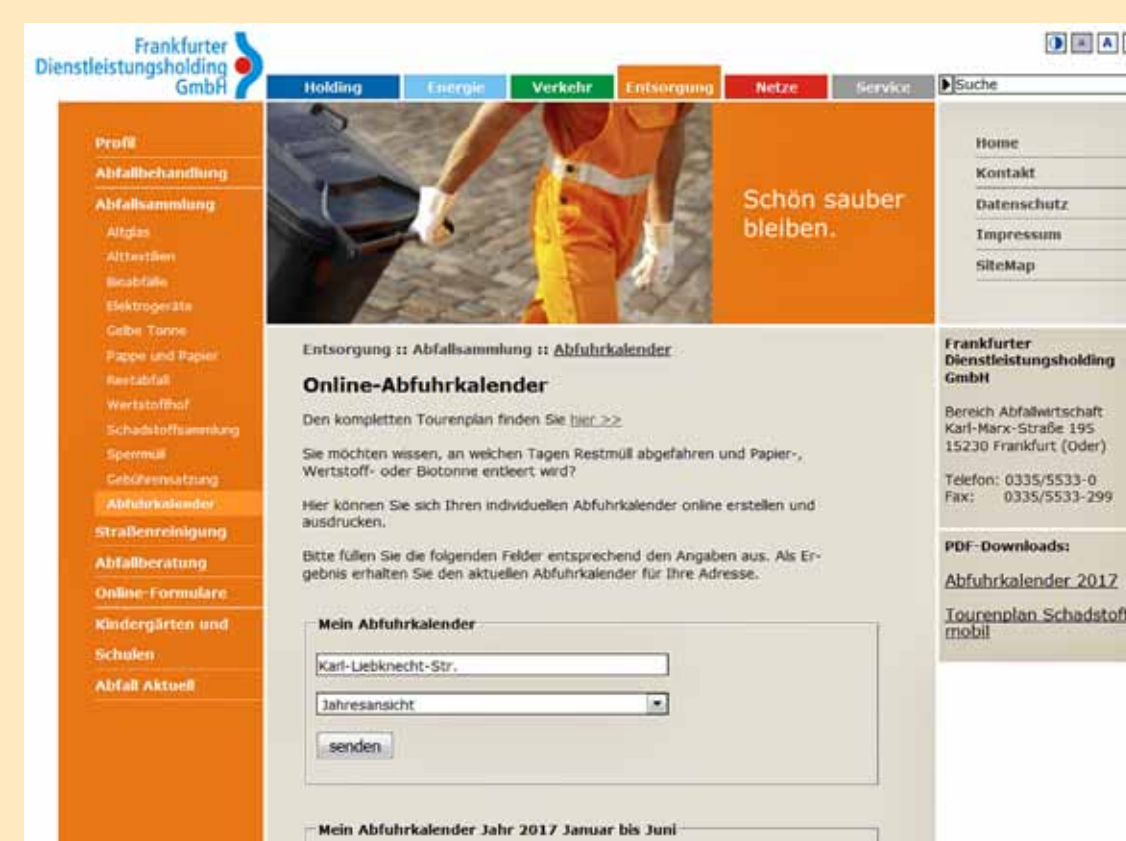 Frankfurter
Dienstleistungsholding
GmbH
Holding
Energie
Verkehr
Entsorgung
Netze
Service
Suche
A
Profil
Abfallbehandlung
Abfallsammlung
Altglas
Alttextilien
Bioabfälle
Elektrogeräte
Gelbe Tonne
Pappe und Papier
Restabfall
Wertstoffhof
Schadstoffsammlung
Sperrmüll
Gebührensatzung
Abfuhrkalender
Straßenreinigung
Abfallberatung
Online-Formulare
Kindergärten und
Schulen
Abfall Aktuell
Schön sauber
bleiben.
Entsorgung :: Abfallsammlung :: Abfuhrkalender
Online-Abfuhrkalender
Den kompletten Tourenplan finden Sie hier >>
Sie möchten wissen, an welchen Tagen Restmüll abgefahren und Papier-,
Wertstoff- oder Biotonne entleert wird?
Hier können Sie sich Ihren individuellen Abfuhrkalender online erstellen und
ausdrucken.
Bitte füllen Sie die folgenden Felder entsprechend den Angaben aus. Als Er-
gebnis erhalten Sie den aktuellen Abfuhrkalender für Ihre Adresse.
Mein Abfuhrkalender
Karl-Liebknecht-Str.
Jahresansicht
senden
Mein Abfuhrkalender Jahr 2017 Januar bis Juni
Home
Kontakt
Datenschutz
Impressum
SiteMap
Frankfurter
Dienstleistungsholding
GmbH
Bereich Abfallwirtschaft
Karl-Marx-Straße 195
15230 Frankfurt (Oder)
Telefon: 0335/5533-0
Fax: 0335/5533-299
PDF-Downloads:
Abfuhrkalender 2017
Tourenplan Schadstoff
mobil